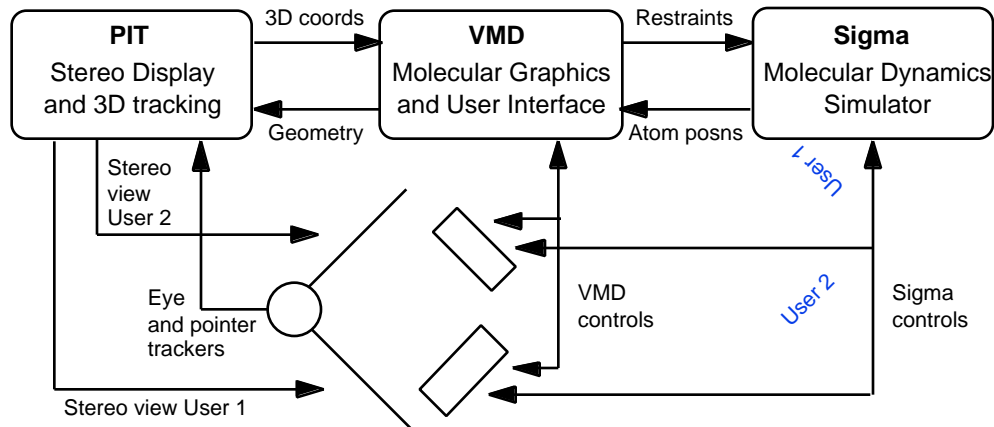 PIT
Stereo Display
and 3D tracking
3D coords
Geometry
VMD
Molecular Graphics
and User Interface
Restraints
Atom posns
Sigma
Molecular Dynamics
Simulator
Stereo
view
User 2
User 1
User 2
Eye
and pointer
trackers
VMD
controls
Sigma
controls
Stereo view User 1